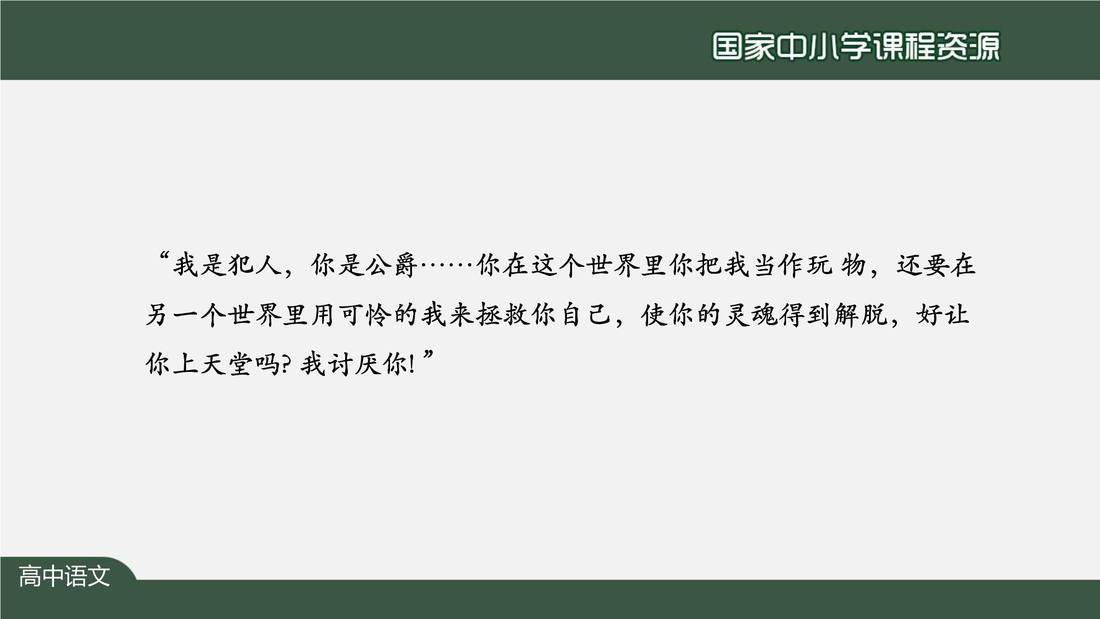 国家中小学课程资源
“我是犯人，你是公爵……你在这个世界里你把我当作玩 物，还要在
另一个世界里用可怜的我来拯救你自己，使你的灵魂得到解脱，好让
你上天堂吗? 我讨厌你! ”
高中语文